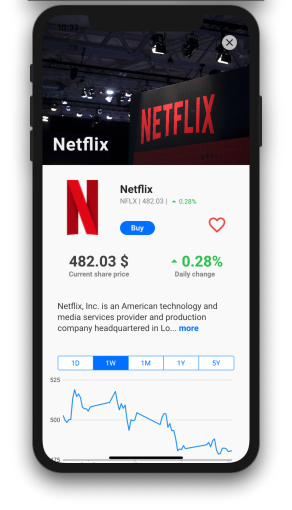 10:33
NETFLIX
Netflix
Netflix
NFLX | 482.03 | 0.28%
Buy
482.03 $
0.28%
Current share price
Daily change
Netflix, Inc. is an American technology and
media services provider and production
company headquartered in Lo... more
1D 1W 1M 1Y 5Y
525
500
475